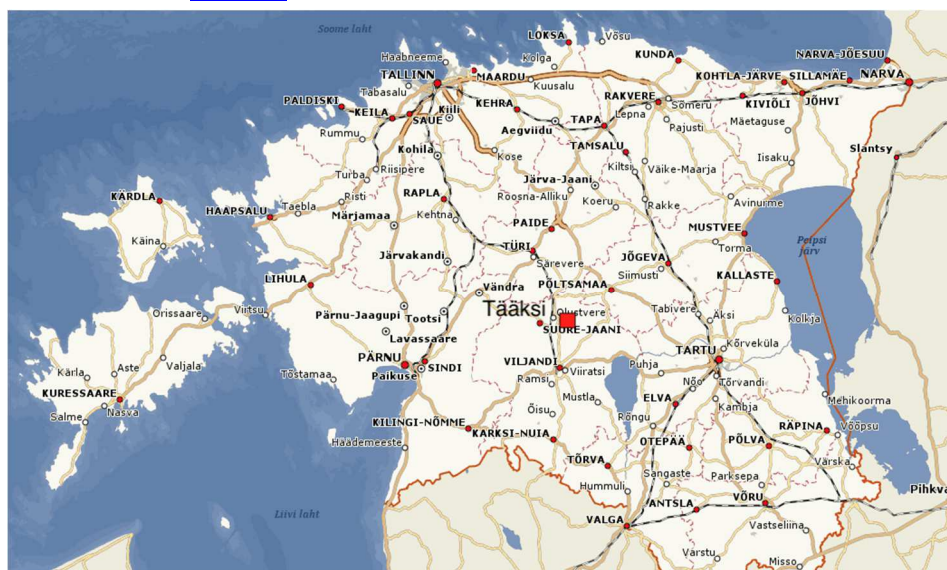 Soome laht
LOKSA
Võsu
Haabneeme
Kolga
KUNDA
NARVA-JÕESUU
TALLINN
MAARDU
KOHTLA-JÄRVE
SILLAMÄE
NARVA
Tabasalu
Kuusalu
PALDISKI
KEHRA
RAKVERE
Sõmeru
KIVIÕLI
JÕHVI
KEILA
SAUE
Kiili
Lepna
Aegviidu
TAPA
Pajusti
Mäetaguse
Rummu
TAMSALU
Kohila
Kose
Slantsy
Riisipere
Kiltsi
Väike-Maarja
Iisaku
Turba
Järva-Jaani
KÄRDLA
Risti
RAPLA
Roosna-Alliku
Koeru
Rakke
Avinurme
HAAPSALU
Taebla
Märjamaa
Kehtna
PAIDE
MUSTVEE
Käina
TÜRI
Torma
Peipsi
järv
Järvakandi
Särevere
JÕGEVA
Siimusti
KALLASTE
LIHULA
Vändra
PÕLTSAMAA
Tääksi
Olustvere
Tabivere
Äksi
Kolkja
Orissaare
Virtsu
Pärnu-Jaagupi
Tootsi
SUURE-JAANI
Lavassaare
Kõrveküla
PÄRNU
SINDI
VILJANDI
TARTU
Paikuse
Viiratsi
Puhja
Kärla
Aste
Valjala
Tõstamaa
Ramsi
Nõo
Tõrvandi
KURESSAARE
Mustla
ELVA
Kambja
Mehikoorma
Nasva
Salme
Õisu
Rõngu
KILINGI-NÕMME
KARKSI-NUIA
RÄPINA
Võõpsu
OTEPÄÄ
PÕLVA
Häädemeeste
TÕRVA
Värska
Sangaste
Parksepa
Hummuli
Pihkva
ANTSLA
VÕRU
Liivi laht
VALGA
Vastseliina
Varstu
Misso